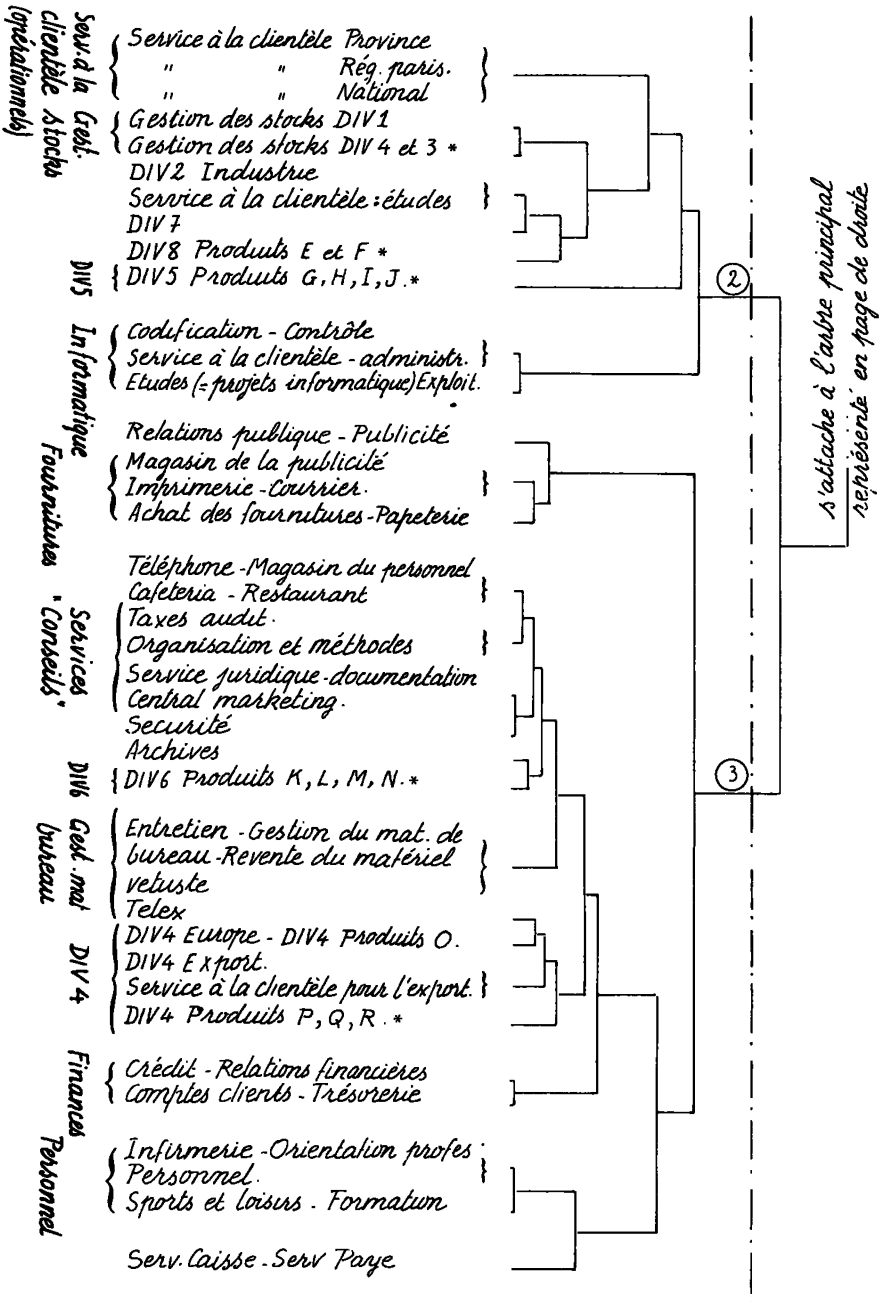 Serv. à la
clientèle
(opérationnels)
Gest.
stocks
Service à la clientèle Province
" " Rég. paris.
" " National
Gestion des stocks DIV 1
Gestion des stocks DIV 4 et 3 *
DIV2 Industrie
Service à la clientèle : études
DIV 7
DIV8 Produits E et F *
DIV5
DIV5 Produits G, H, I, J. *
Informatique
Codification - Contrôle
Service à la clientèle - administr.
Etudes (= projets informatique) Exploit.
Fournitures
Relations publique - Publicité
Magasin de la publicité
Imprimerie - Courrier.
Achat des fournitures - Papeterie
Services
"Conseils"
Téléphone - Magasin du personnel
Cafeteria - Restaurant
Taxes audit.
Organisation et méthodes
Service juridique - documentation
Central marketing.
Securité
Archives
DIV6
DIV6 Produits K, L, M, N. *
Gest. mat
bureau
Entretien - Gestion du mat. de
bureau - Revente du matériel
vetuste
Telex
DIV 4
DIV4 Europe - DIV4 Produits O.
DIV4 Export.
Service à la clientèle pour l'export.
DIV4 Produits P, Q, R. *
Finances
Crédit - Relations financières
Comptes clients - Trésorerie
Personnel
Infirmerie - Orientation profes.
Personnel.
Sports et loisirs - Formation
Serv. Caisse - Serv Paye
2
3
s'attache à l'arbre principal
représenté en page de droite